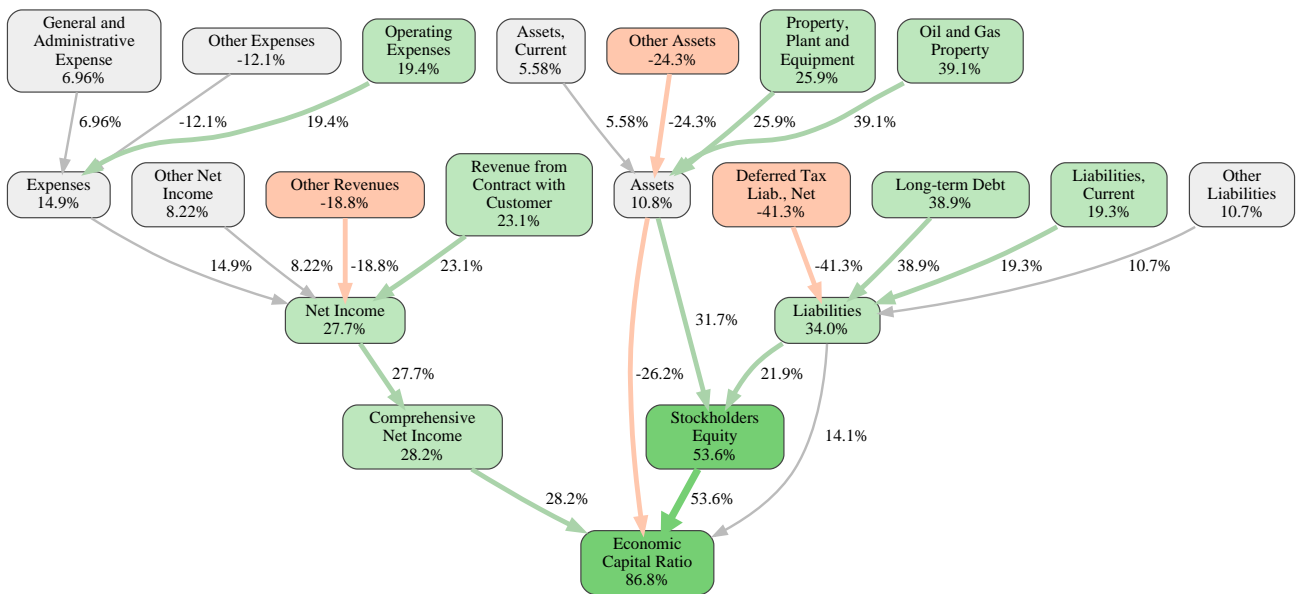 General and
Administrative
Expense
6.96%
Other Expenses
-12.1%
Operating
Expenses
19.4%
Assets,
Current
5.58%
Other Assets
-24.3%
Property,
Plant and
Equipment
25.9%
Oil and Gas
Property
39.1%
6.96%
-12.1%
19.4%
5.58%
-24.3%
25.9%
39.1%
Expenses
14.9%
Other Net
Income
8.22%
Other Revenues
-18.8%
Revenue from
Contract with
Customer
23.1%
Assets
10.8%
Deferred Tax
Liab., Net
-41.3%
Long-term Debt
38.9%
Liabilities,
Current
19.3%
Other
Liabilities
10.7%
14.9%
8.22%
-18.8%
23.1%
-41.3%
38.9%
19.3%
10.7%
Net Income
27.7%
31.7%
Liabilities
34.0%
27.7%
-26.2%
21.9%
Comprehensive
Net Income
28.2%
Stockholders
Equity
53.6%
14.1%
28.2%
53.6%
Economic
Capital Ratio
86.8%